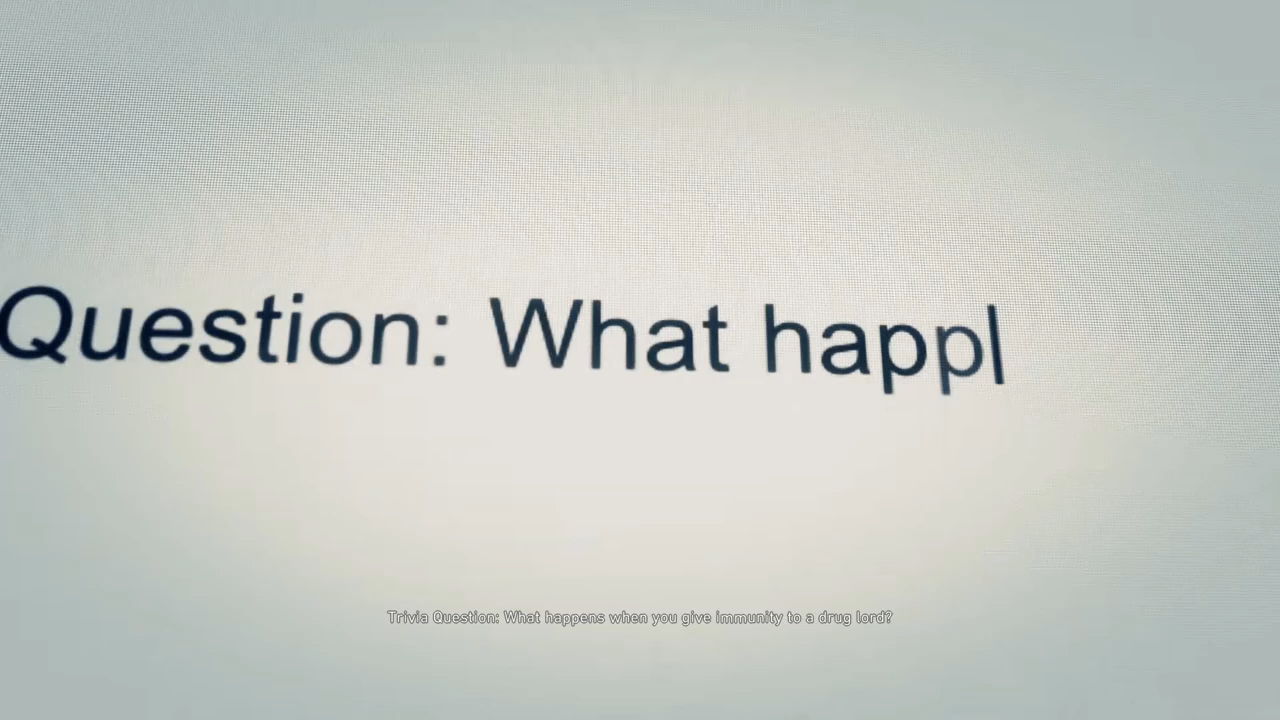 Question: What happ
Trivia Question: What happens when you give immunity to a drug lord?